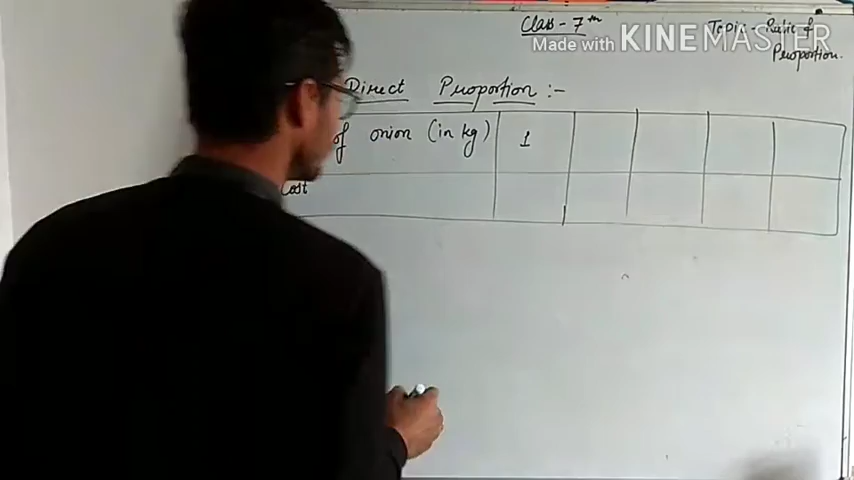 Class - 7th
Topic - Ratio &
Proportion.
Made with KINEMASTER
Direct Proportion :-
of onion (in kg) 1
Cost